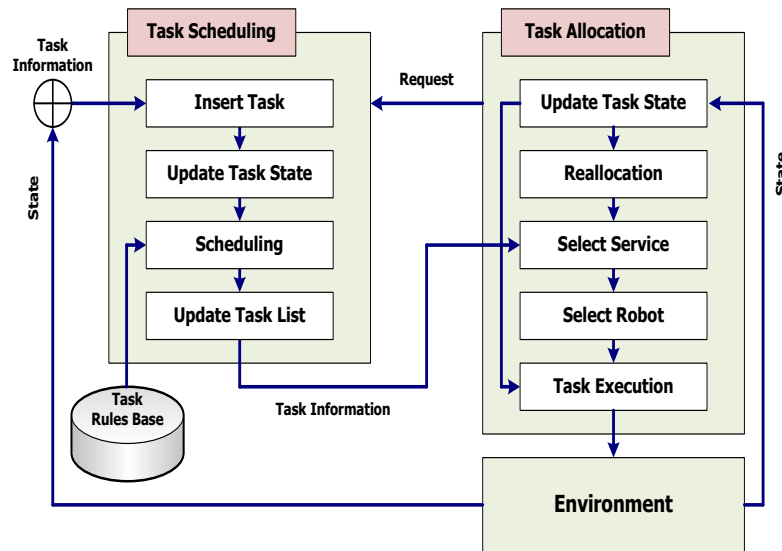 Task Scheduling
Task Allocation
Task
Information
Request
Insert Task
Update Task State
Scheduling
Update Task List
Update Task State
Reallocation
Select Service
Select Robot
Task Execution
State
State
Task
Rules Base
Task Information
Environment